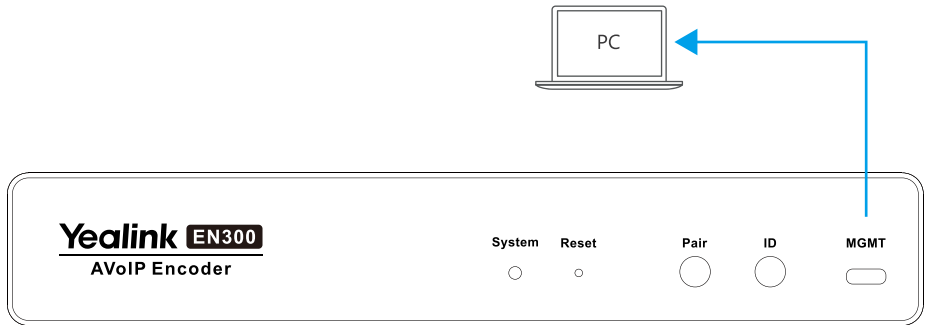 PC
Yealink EN300
AVoIP Encoder
System Reset Pair ID MGMT